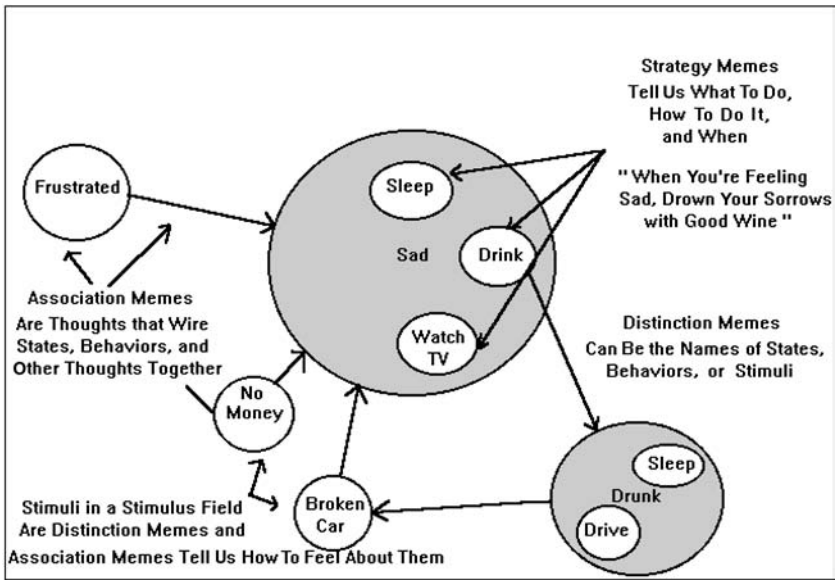 Strategy Memes
Tell Us What To Do,
How To Do It,
and When
" When You're Feeling
Sad, Drown Your Sorrows
with Good Wine "
Frustrated
Sleep
Sad
Drink
Watch
TV
Association Memes
Are Thoughts that Wire
States, Behaviors, and
Other Thoughts Together
Distinction Memes
Can Be the Names of States,
Behaviors, or Stimuli
No
Money
Sleep
Drunk
Drive
Broken
Car
Stimuli in a Stimulus Field
Are Distinction Memes and
Association Memes Tell Us How To Feel About Them